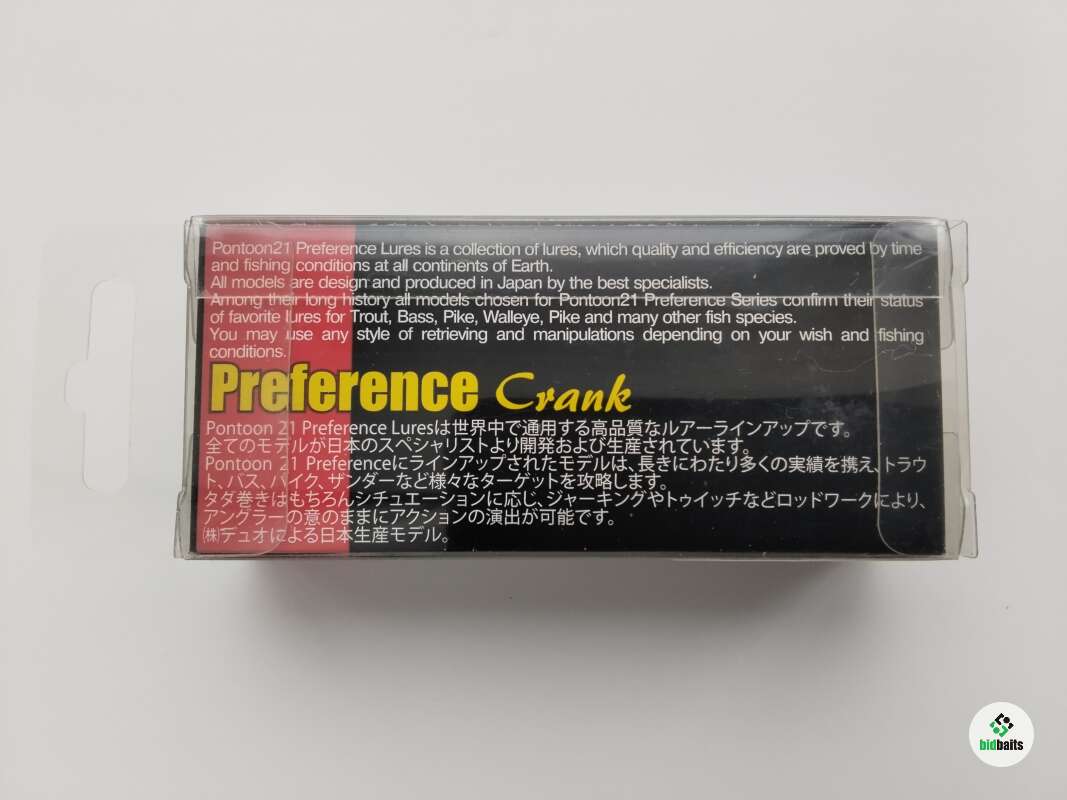 Pontoon21 Preference Lures is a collection of lures, which quality and efficiency are proved by time
and fishing conditions at all continents of Earth.
All models are design and produced in Japan by the best specialists.
Among their long history all models chosen for Pontoon21 Preference Series confirm their status
of favorite lures for Trout, Bass, Pike, Walleye, Pike and many other fish species.
You may use any style of retrieving and manipulations depending on your wish and fishing
conditions.
Preference Crank
Pontoon 21 Preference Luresは世界中で通用する高品質なルアーラインアップです。
全てのモデルが日本のスペシャリストより開発および生産されています。
Pontoon 21 Preferenceにラインアップされたモデルは、長きにわたり多くの実績を携え、トラウ
ト、バス、パイク、ザンダーなど様々なターゲットを攻略します。
タダ巻きはもちろんシチュエーションに応じ、ジャーキングやトゥイッチなどロッドワークにより、
アングラーの意のままにアクションの演出が可能です。
㈱デュオによる日本生産モデル。
bidbaits